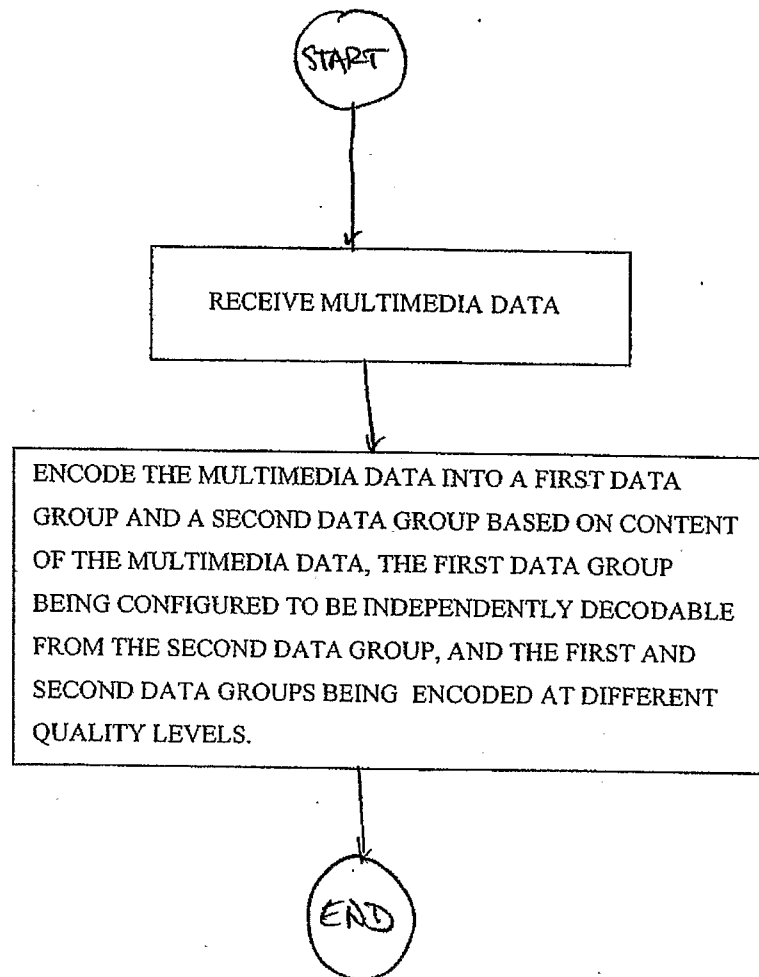 START
RECEIVE MULTIMEDIA DATA
ENCODE THE MULTIMEDIA DATA INTO A FIRST DATA
GROUP AND A SECOND DATA GROUP BASED ON CONTENT
OF THE MULTIMEDIA DATA, THE FIRST DATA GROUP
BEING CONFIGURED TO BE INDEPENDENTLY DECODABLE
FROM THE SECOND DATA GROUP, AND THE FIRST AND
SECOND DATA GROUPS BEING ENCODED AT DIFFERENT
QUALITY LEVELS.
END